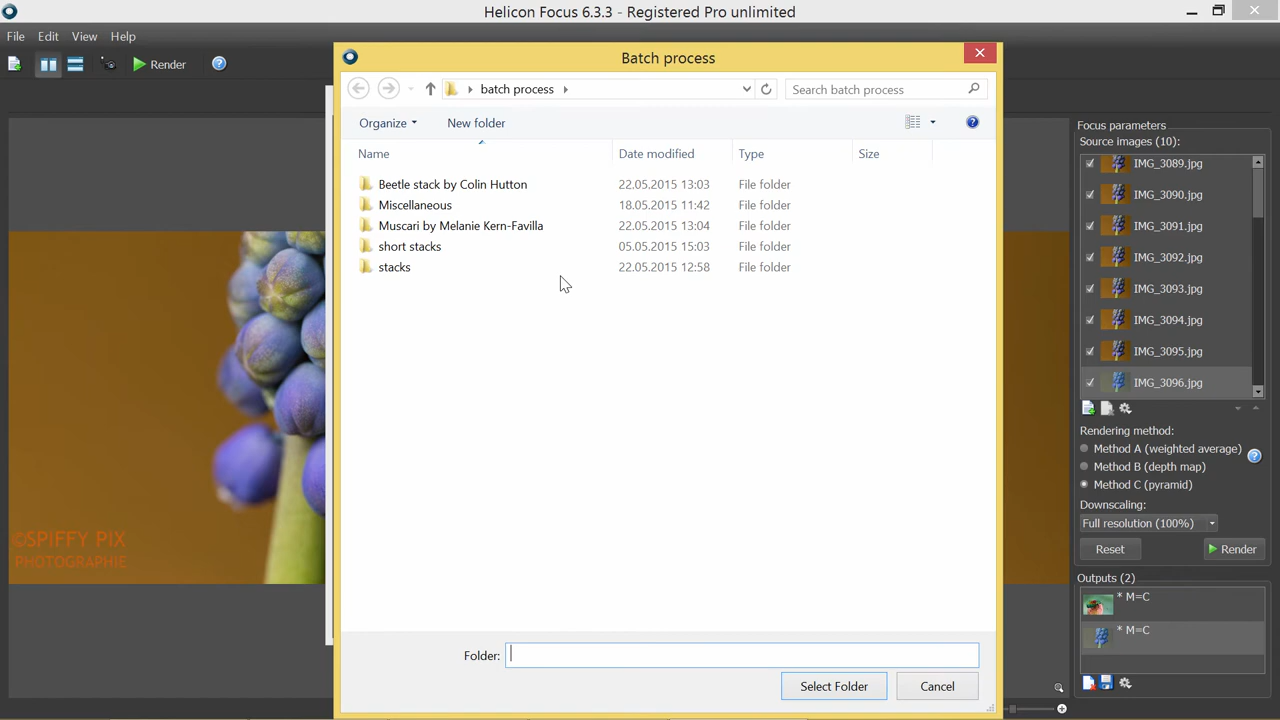 Helicon Focus 6.3.3 - Registered Pro unlimited
File Edit View Help
Render
Batch process
batch process
Search batch process
Organize New folder
Name Date modified Type Size
Beetle stack by Colin Hutton 22.05.2015 13:03 File folder
Miscellaneous 18.05.2015 11:42 File folder
Muscari by Melanie Kern-Favilla 22.05.2015 13:04 File folder
short stacks 05.05.2015 15:03 File folder
stacks 22.05.2015 12:58 File folder
Folder:
Select Folder Cancel
©SPIFFY PIX
PHOTOGRAPHIE
Focus parameters
Source images (10):
IMG_3089.jpg
IMG_3090.jpg
IMG_3091.jpg
IMG_3092.jpg
IMG_3093.jpg
IMG_3094.jpg
IMG_3095.jpg
IMG_3096.jpg
Rendering method:
Method A (weighted average)
Method B (depth map)
Method C (pyramid)
Downscaling:
Full resolution (100%)
Reset Render
Outputs (2)
* M=C
* M=C